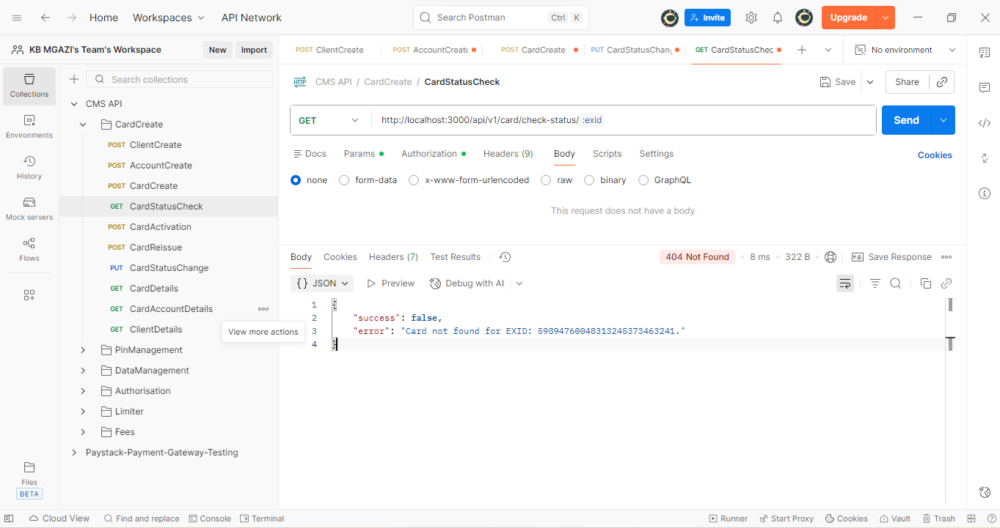 Home Workspaces API Network Search Postman Ctrl K Invite Upgrade
KB MGAZI's Team's Workspace New Import
POST ClientCreate POST AccountCreate POST CardCreate PUT CardStatusChang GET CardStatusChec No environment
Collections
Environments
History
Mock servers
Flows
Files
BETA
Search collections
CMS API
CardCreate
POST ClientCreate
POST AccountCreate
POST CardCreate
GET CardStatusCheck
POST CardActivation
POST CardReissue
PUT CardStatusChange
GET CardDetails
GET CardAccountDetails
GET ClientDetails
View more actions
PinManagement
DataManagement
Authorisation
Limiter
Fees
Paystack-Payment-Gateway-Testing
HTTP CMS API / CardCreate / CardStatusCheck Save Share
GET http://localhost:3000/api/v1/card/check-status/ :exid Send
Docs Params Authorization Headers (9) Body Scripts Settings Cookies
none form-data x-www-form-urlencoded raw binary GraphQL
This request does not have a body
Body Cookies Headers (7) Test Results 404 Not Found 8 ms 322 B e.g. Save Response
{} JSON Preview Debug with AI
1 {
2 "success": false,
3 "error": "Card not found for EXID: 59894760048313245373463241."
4 }
Cloud View Find and replace Console Terminal Runner Start Proxy Cookies Vault Trash